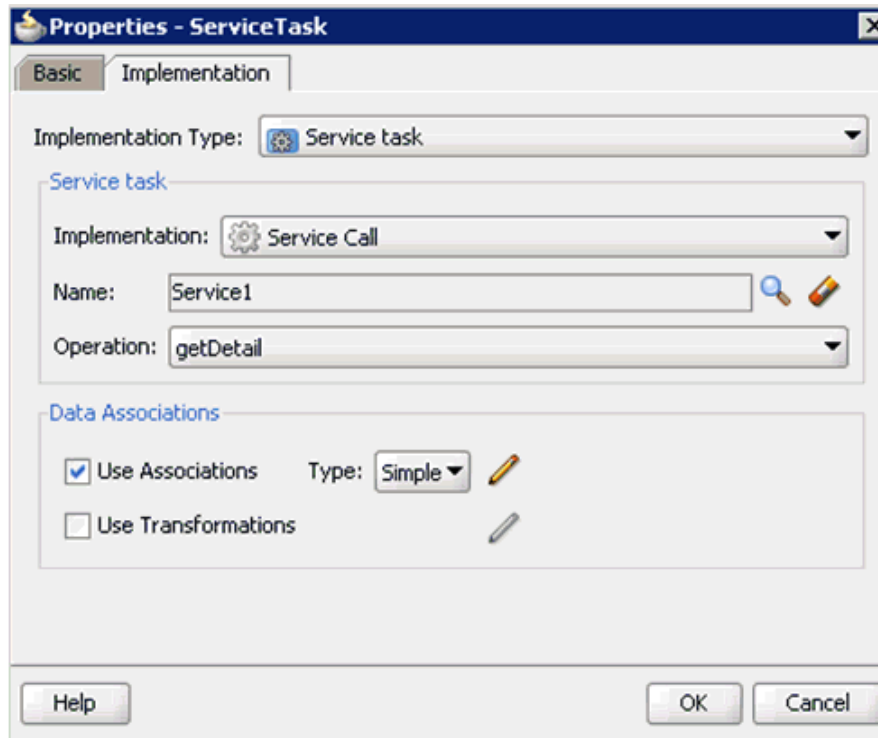 Properties - ServiceTask
Basic Implementation
Implementation Type: Service task
Service task
Implementation: Service Call
Name: Service1
Operation: getDetail
Data Associations
Use Associations Type: Simple
Use Transformations
Help OK Cancel